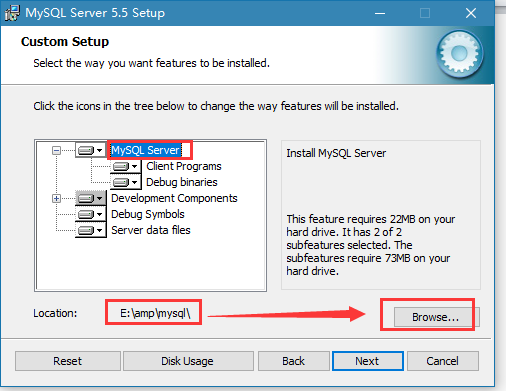 MySQL Server 5.5 Setup
Custom Setup
Select the way you want features to be installed.
Click the icons in the tree below to change the way features will be installed.
MySQL Server
Client Programs
Debug binaries
Development Components
Debug Symbols
Server data files
Install MySQL Server
This feature requires 22MB on your
hard drive. It has 2 of 2
subfeatures selected. The
subfeatures require 73MB on your
hard drive.
Location:
E:\amp\mysql\
Browse...
Reset
Disk Usage
Back
Next
Cancel